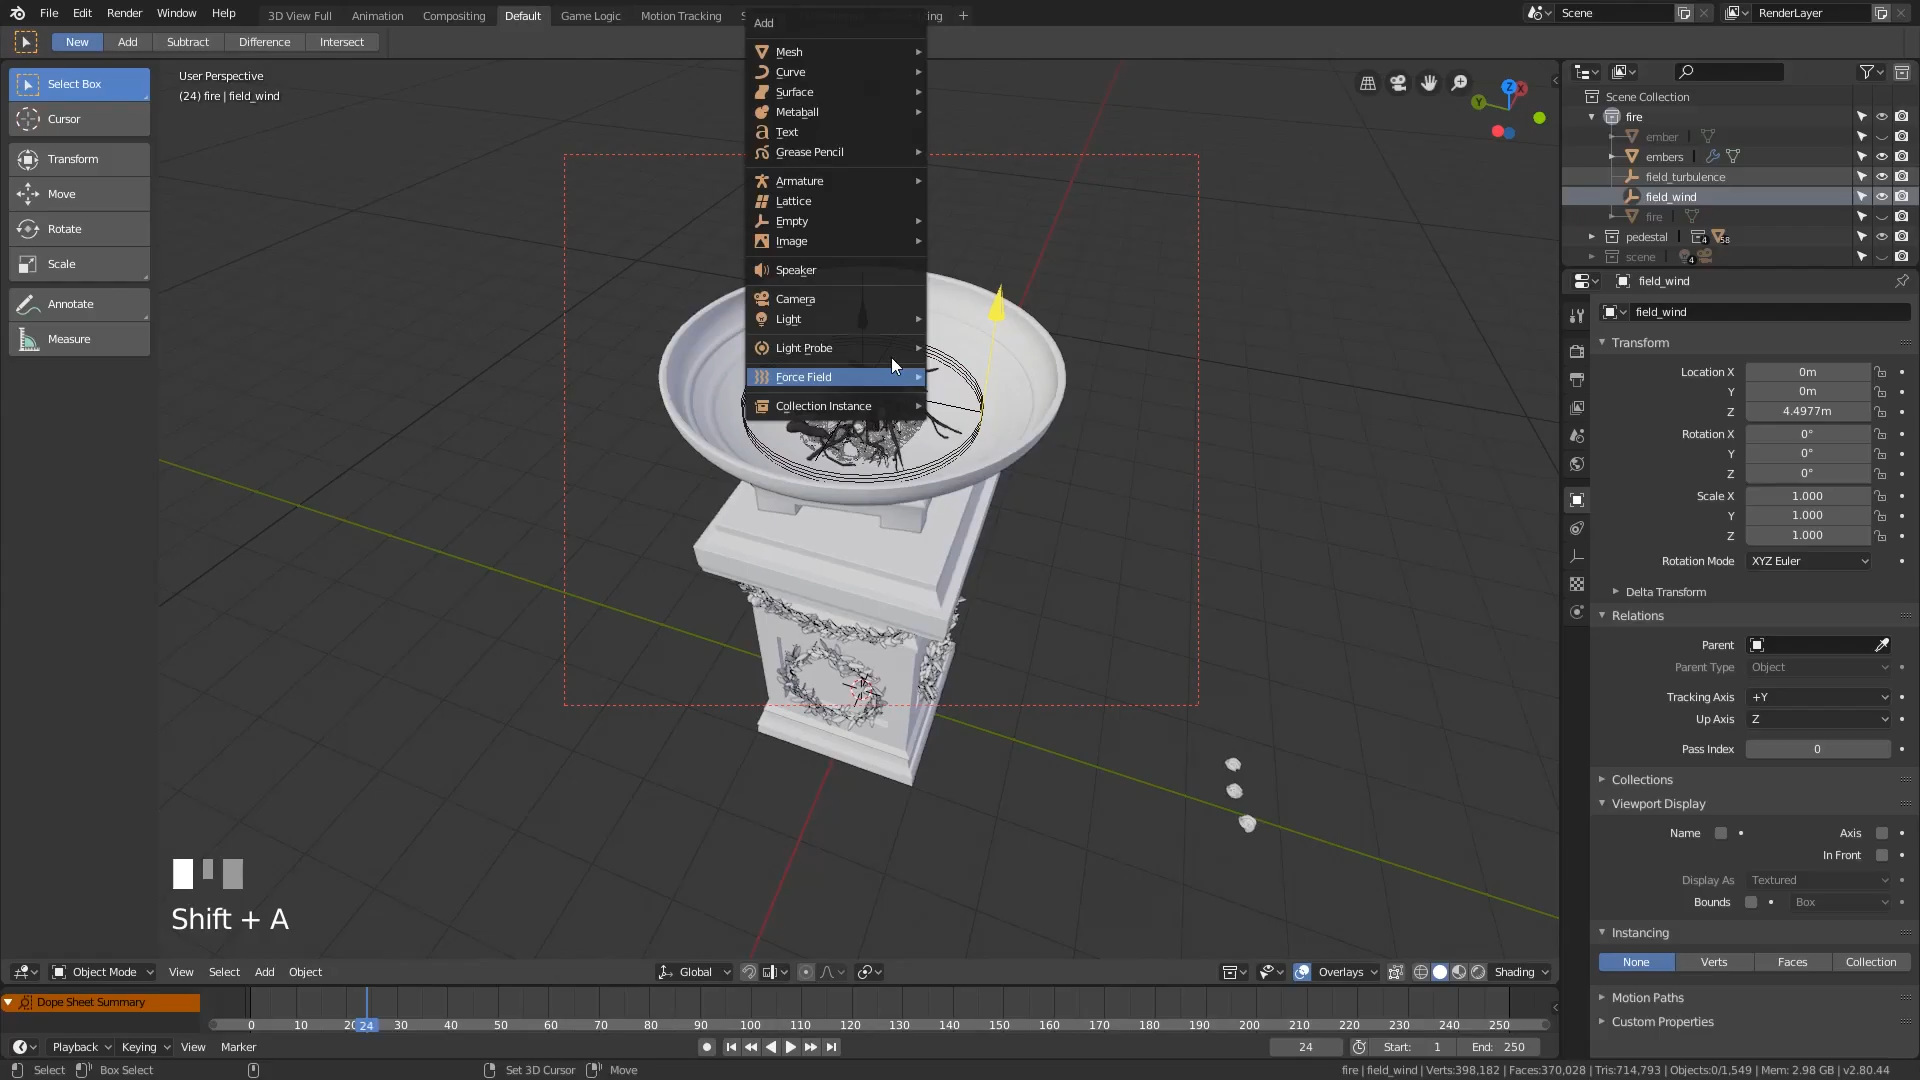 File Edit Render Window Help 3D View Full Animation Compositing Default Game Logic Motion Tracking S ing + Scene RenderLayer
New Add Subtract Difference Intersect
Select Box
Cursor
Transform
Move
Rotate
Scale
Annotate
Measure
User Perspective
(24) fire | field_wind
Add
Mesh
Curve
Surface
Metaball
Text
Grease Pencil
Armature
Lattice
Empty
Image
Speaker
Camera
Light
Light Probe
Force Field
Collection Instance
Z
X
Y
Shift + A
Scene Collection
fire
ember
embers
field_turbulence
field_wind
fire
pedestal 4 58
scene 4
field_wind
field_wind
Transform
Location X 0m
Y 0m
Z 4.4977m
Rotation X 0°
Y 0°
Z 0°
Scale X 1.000
Y 1.000
Z 1.000
Rotation Mode XYZ Euler
Delta Transform
Relations
Parent
Parent Type Object
Tracking Axis +Y
Up Axis Z
Pass Index 0
Collections
Viewport Display
Name Axis
In Front
Display As Textured
Bounds Box
Instancing
None Verts Faces Collection
Motion Paths
Custom Properties
Object Mode View Select Add Object Global Overlays Shading
Dope Sheet Summary
0 10 20 24 30 40 50 60 70 80 90 100 110 120 130 140 150 160 170 180 190 200 210 220 230 240 250
Playback Keying View Marker 24 Start: 1 End: 250
Select Box Select Set 3D Cursor Move fire | field_wind | Verts:398,182 | Faces:370,028 | Tris:714,793 | Objects:0/1,549 | Mem: 2.98 GB | v2.80.44